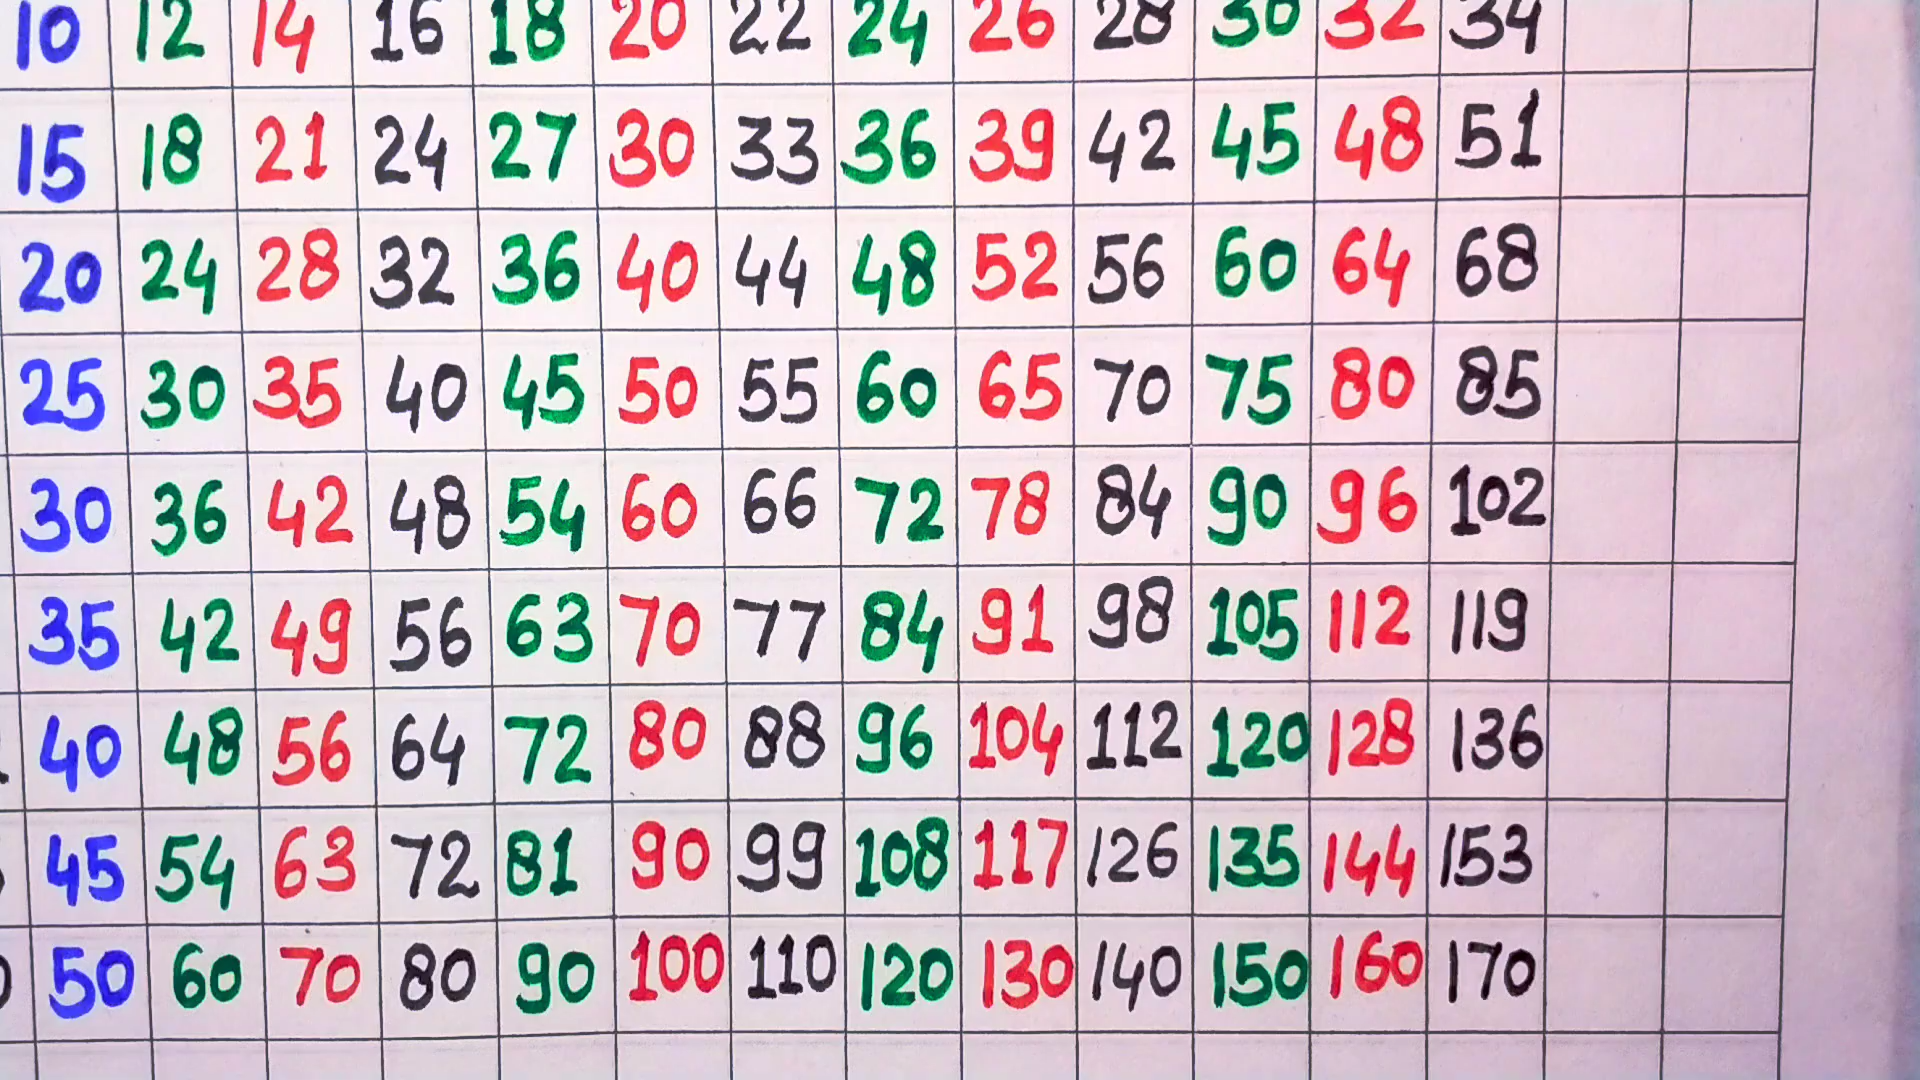 10 12 14 16 18 20 22 24 26 28 30 32 34
15 18 21 24 27 30 33 36 39 42 45 48 51
20 24 28 32 36 40 44 48 52 56 60 64 68
25 30 35 40 45 50 55 60 65 70 75 80 85
30 36 42 48 54 60 66 72 78 84 90 96 102
35 42 49 56 63 70 77 84 91 98 105 112 119
40 48 56 64 72 80 88 96 104 112 120 128 136
45 54 63 72 81 90 99 108 117 126 135 144 153
50 60 70 80 90 100 110 120 130 140 150 160 170